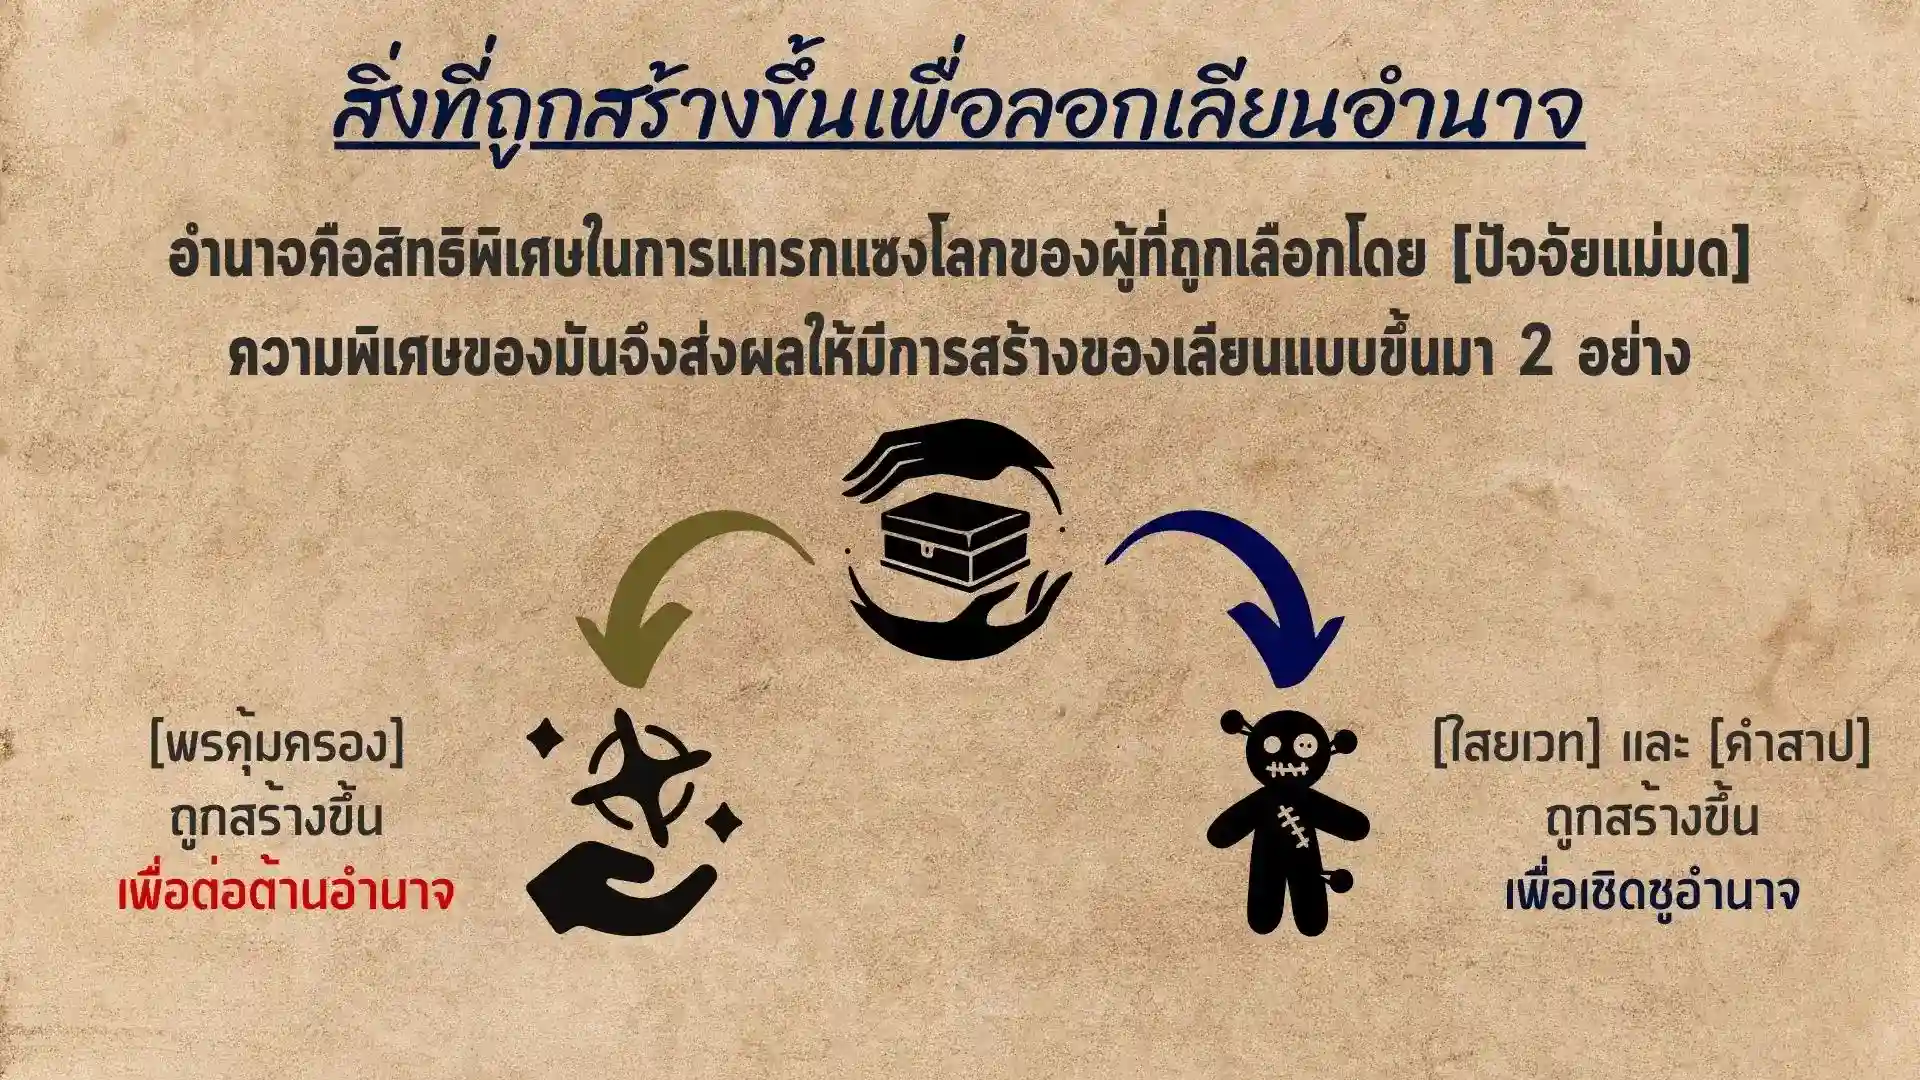 สิ่งที่ถูกสร้างขึ้นเพื่อลอกเลียนอำนาจ
อำนาจคือสิทธิพิเศษในการแทรกแซงโลกของผู้ที่ถูกเลือกโดย [ปัจจัยแม่มด]
ความพิเศษของมันจึงส่งผลให้มีการสร้างของเลียนแบบขึ้นมา 2 อย่าง
[พรคุ้มครอง]
ถูกสร้างขึ้น
เพื่อต่อต้านอำนาจ
[ใสยเวท] และ [คำสาป]
ถูกสร้างขึ้น
เพื่อเชิดชูอำนาจ